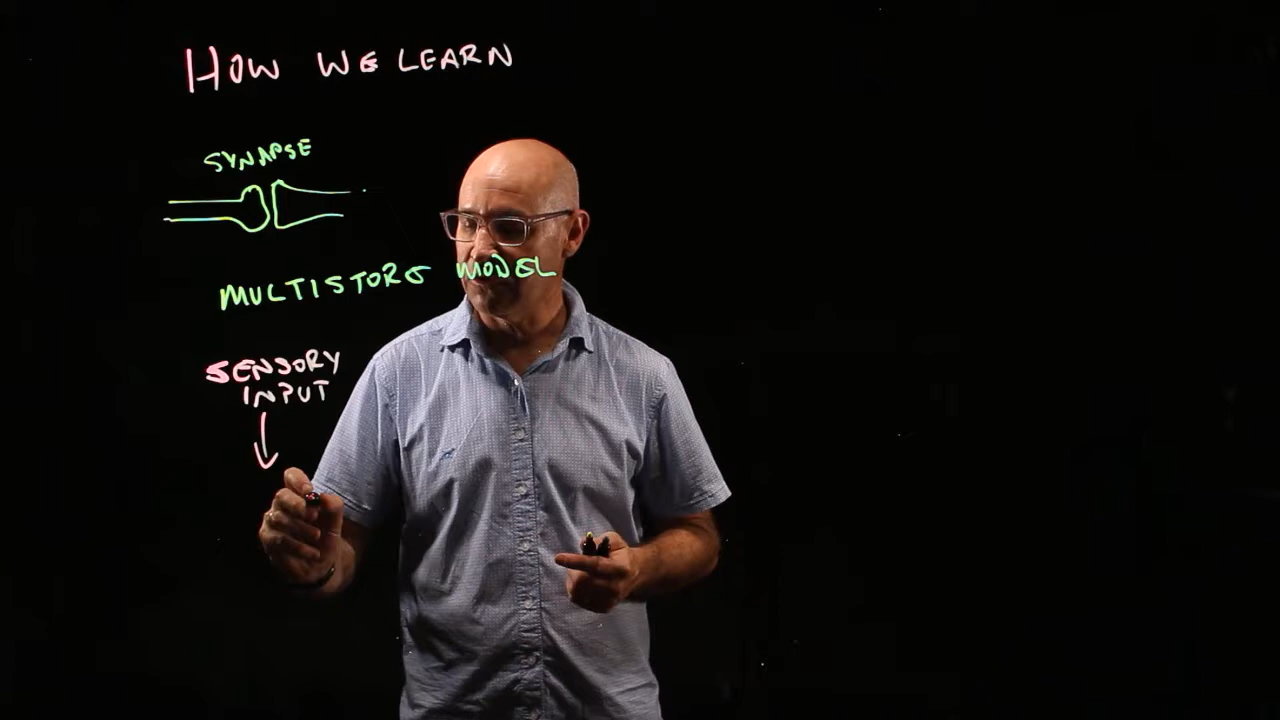 HOW WE LEARN
SYNAPSE
MULTISTORE MODEL
SENSORY
INPUT